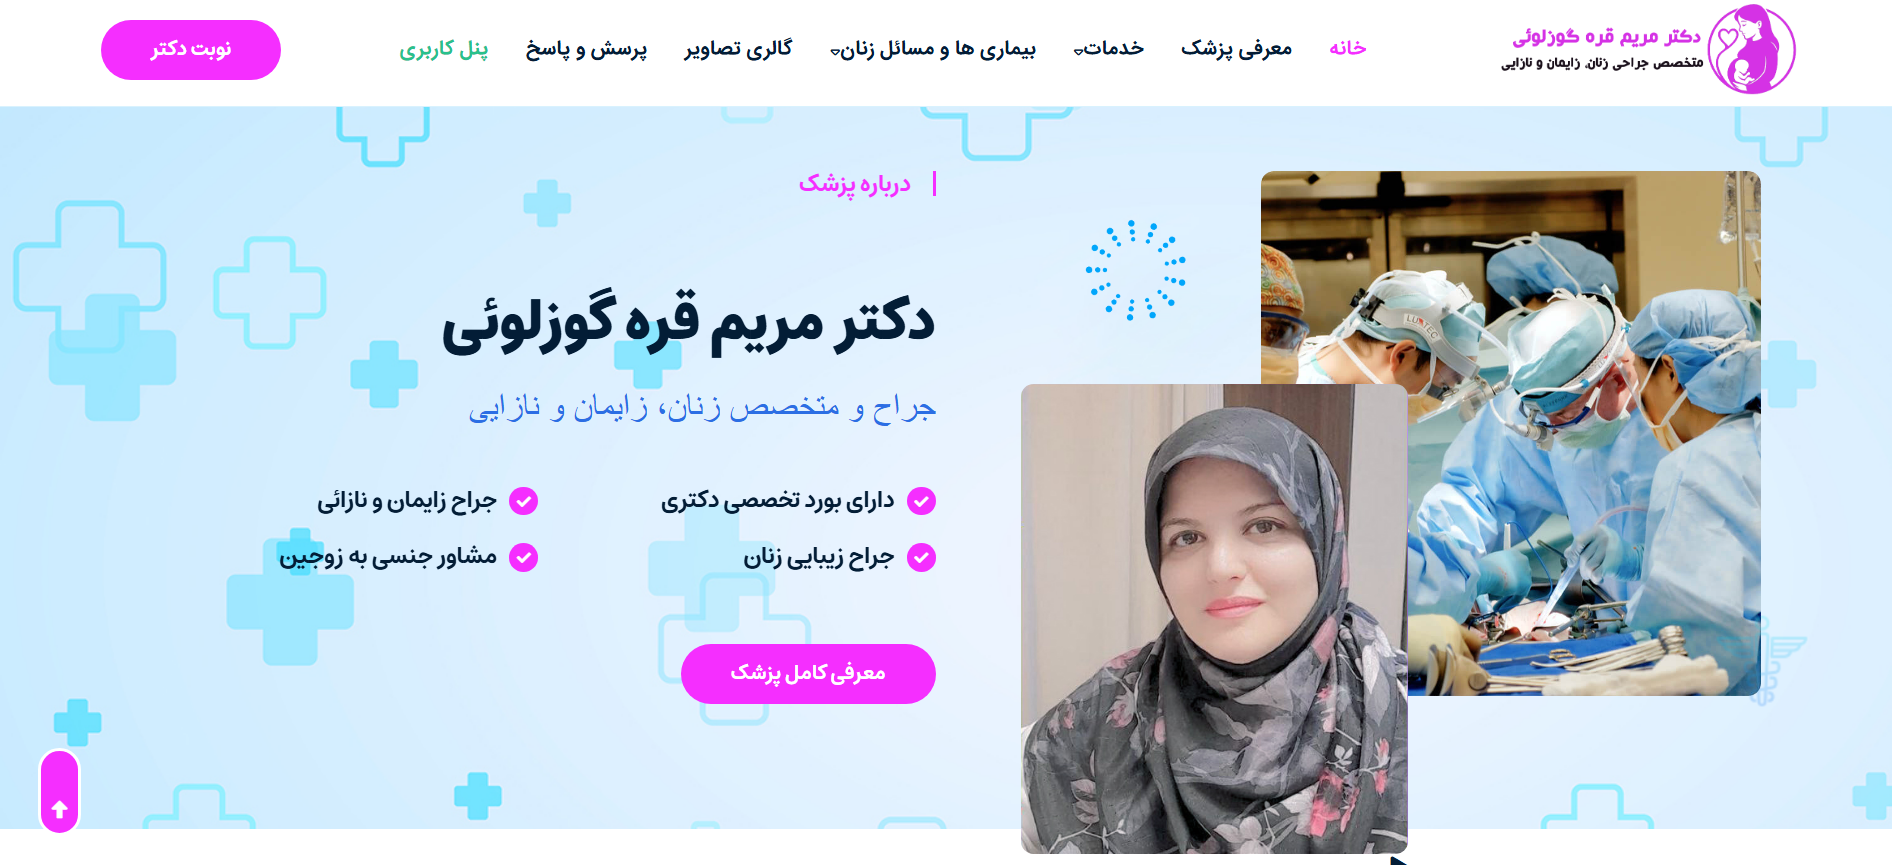 دکتر مریم قره گوزلوئی
متخصص جراحی زنان، زایمان و نازایی
خانه
معرفی پزشک
خدمات
بیماری ها و مسائل زنان
گالری تصاویر
پرسش و پاسخ
پنل کاربری
نوبت دکتر
درباره پزشک
دکتر مریم قره گوزلوئی
جراح و متخصص زنان، زایمان و نازایی
دارای بورد تخصصی دکتری
جراح زایمان و نازائی
جراح زیبایی زنان
مشاور جنسی به زوجین
معرفی کامل پزشک
LUXTEC